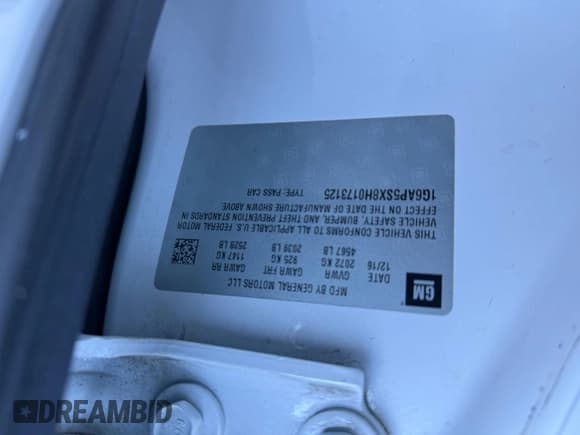 GM
MFD BY GENERAL MOTORS LLC
DATE GVWR GAWR FRT GAWR RR
12/16 2072 KG 925 KG 1147 KG
4567 LB 2039 LB 2528 LB
THIS VEHICLE CONFORMS TO ALL APPLICABLE U.S. FEDERAL MOTOR
VEHICLE SAFETY, BUMPER, AND THEFT PREVENTION STANDARDS IN
EFFECT ON THE DATE OF MANUFACTURE SHOWN ABOVE.
1G6AP5SX8H0173125 TYPE: PASS CAR
DREAMBID